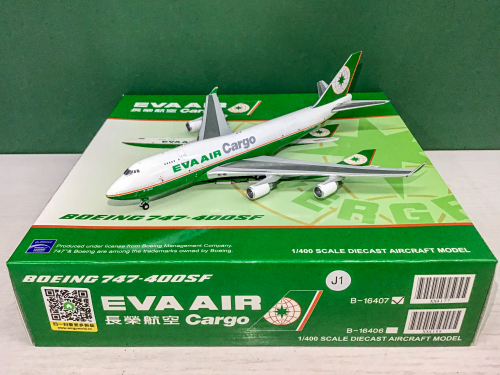 EVA AIR
EVA AIR Cargo
BOEING 747-400SF
Produced under license from Boeing Management Company.
747® & Boeing are among the trademarks owned by Boeing.
1/400 SCALE DIECAST AIRCRAFT MODEL
BOEING 747-400SF
J1
EVA AIR
長榮航空 Cargo
B-16407
B-16406
1/400 SCALE DIECAST AIRCRAFT MODEL